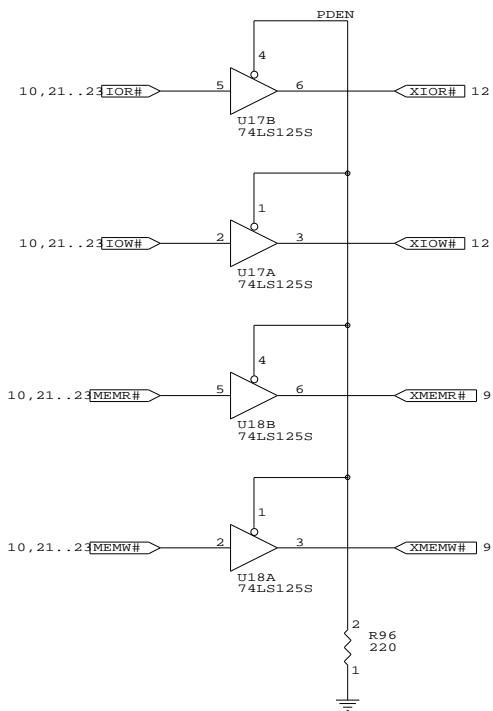 PDEN
4
10,21..23 IOR# 5 6 XIOR# 12
U17B
74LS125S
1
10,21..23 IOW# 2 3 XIOW# 12
U17A
74LS125S
4
10,21..23 MEMR# 5 6 XMEMR# 9
U18B
74LS125S
1
10,21..23 MEMW# 2 3 XMEMW# 9
U18A
74LS125S
2
R96
220
1